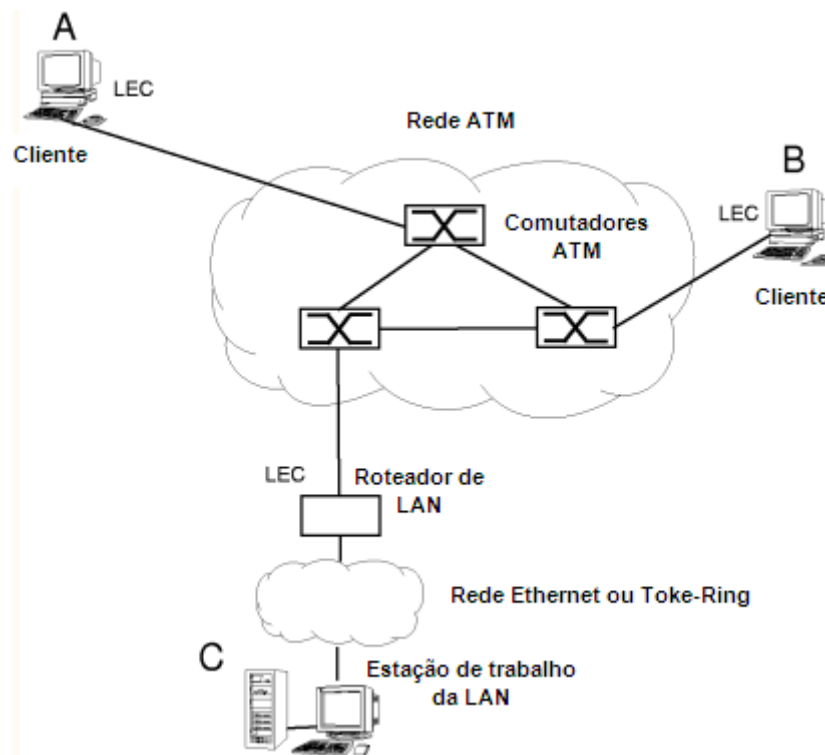 A
LEC
Cliente
Rede ATM
B
LEC
Comutadores
ATM
Cliente
LEC
Roteador de
LAN
Rede Ethernet ou Toke-Ring
C
Estação de trabalho
da LAN